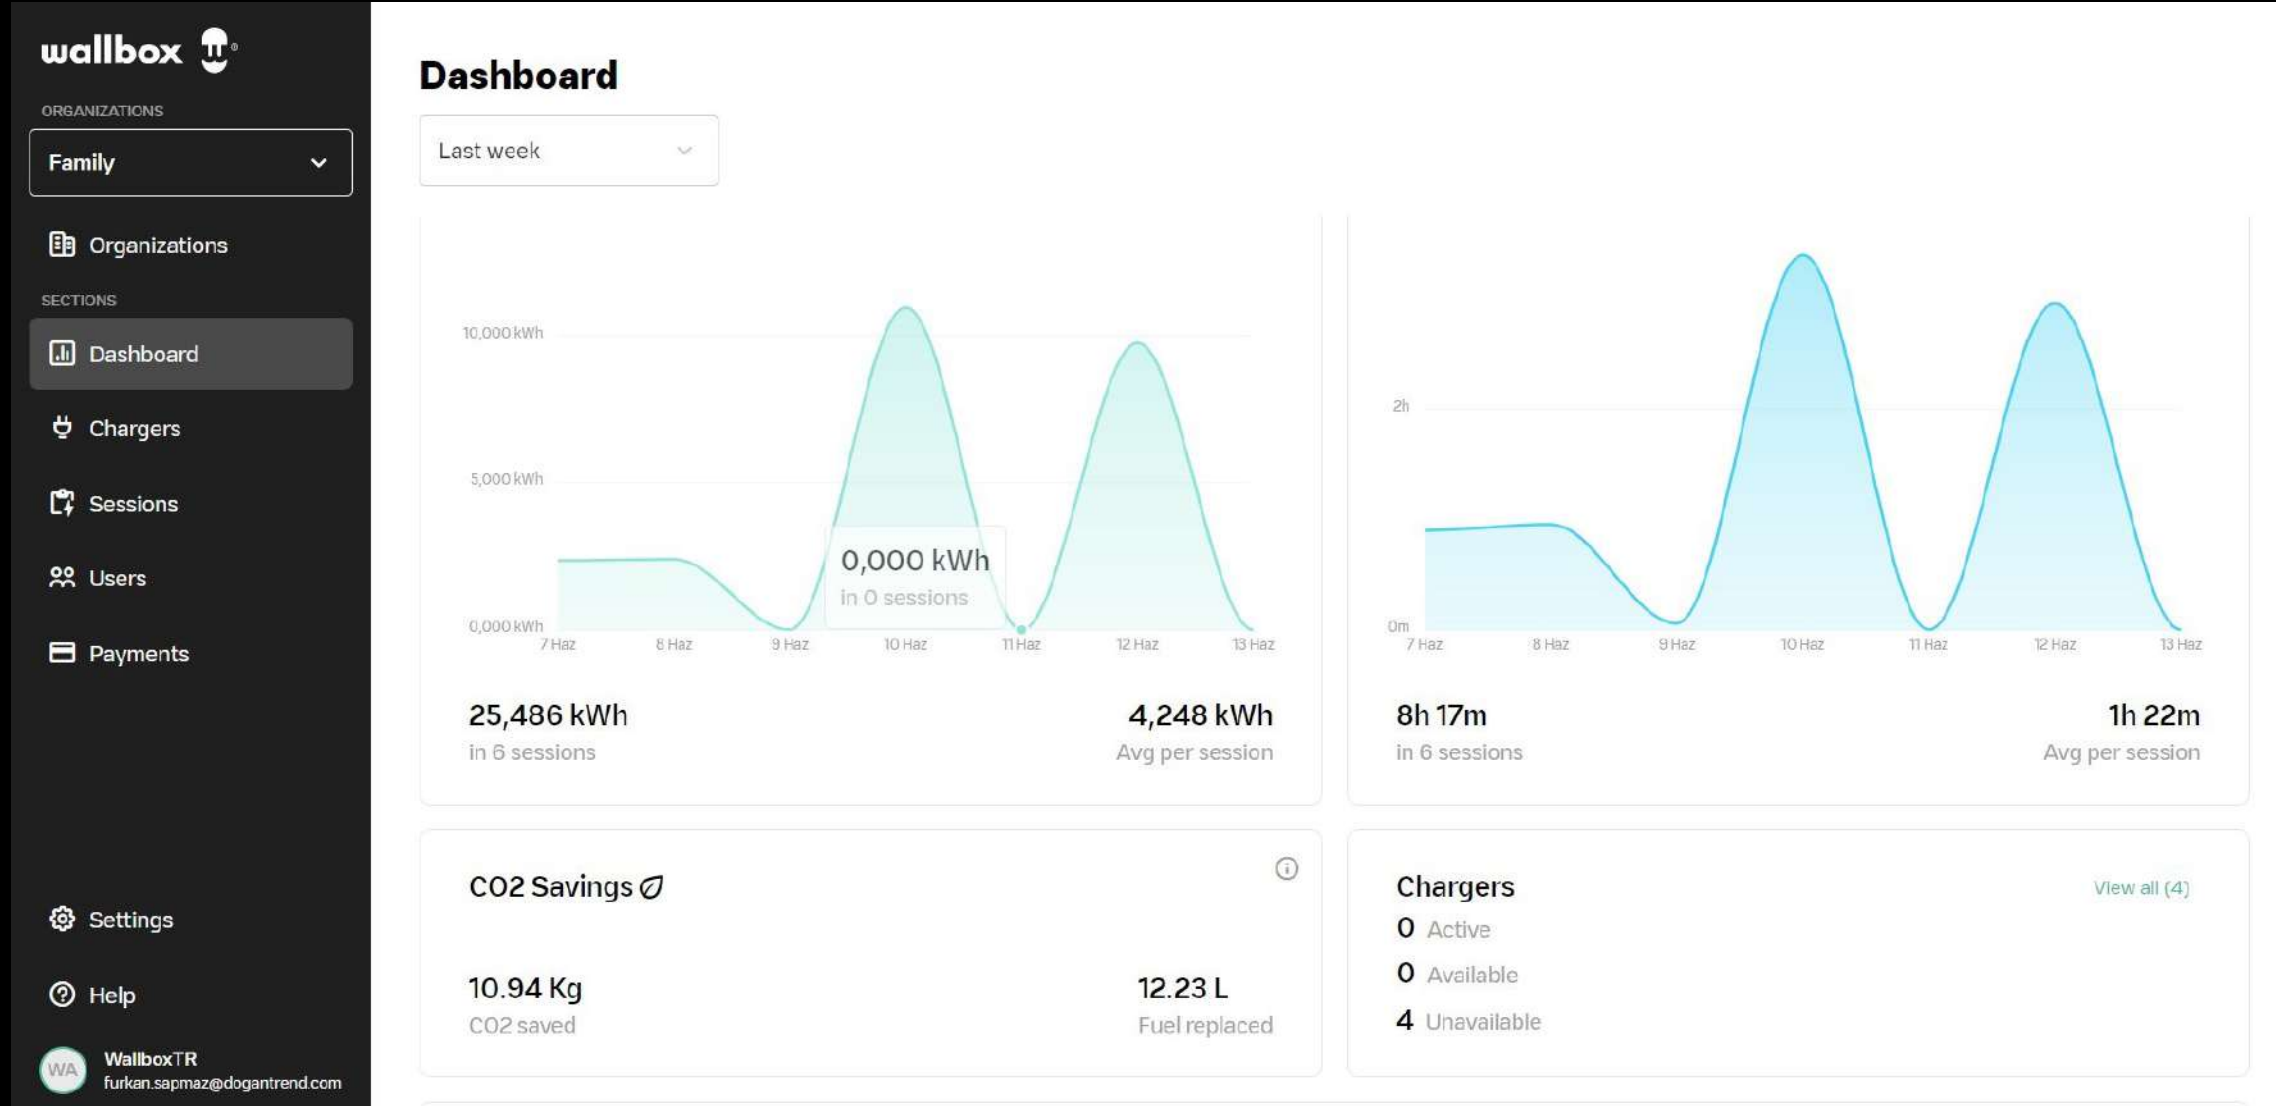 wallbox
ORGANIZATIONS
Family
Organizations
SECTIONS
Dashboard
Chargers
Sessions
Users
Payments
Settings
Help
WA
WallboxTR
furkan.sapmaz@dogantrend.com
Dashboard
Last week
10,000 kWh
5,000 kWh
0,000 kWh
0,000 kWh
in 0 sessions
7 Haz
8 Haz
9 Haz
10 Haz
11 Haz
12 Haz
13 Haz
25,486 kWh
in 6 sessions
4,248 kWh
Avg per session
2h
0m
7 Haz
8 Haz
9 Haz
10 Haz
11 Haz
12 Haz
13 Haz
8h 17m
in 6 sessions
1h 22m
Avg per session
CO2 Savings
10.94 Kg
CO2 saved
12.23 L
Fuel replaced
Chargers
View all (4)
0 Active
0 Available
4 Unavailable